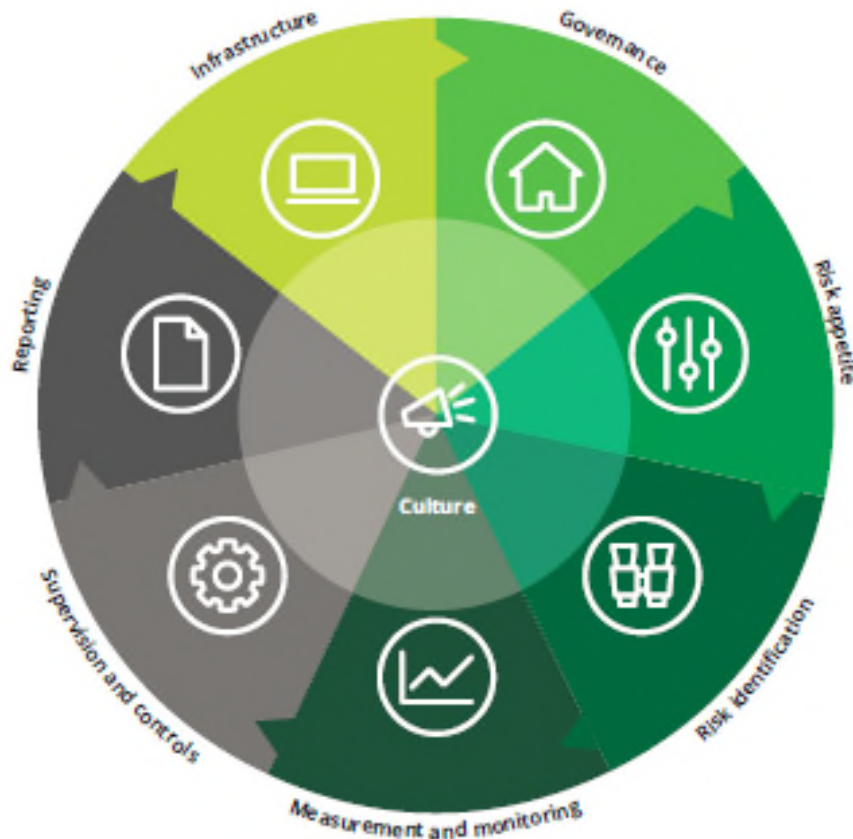 Infrastructure
Governance
Risk appetite
Risk identification
Measurement and monitoring
Supervision and controls
Reporting
Culture